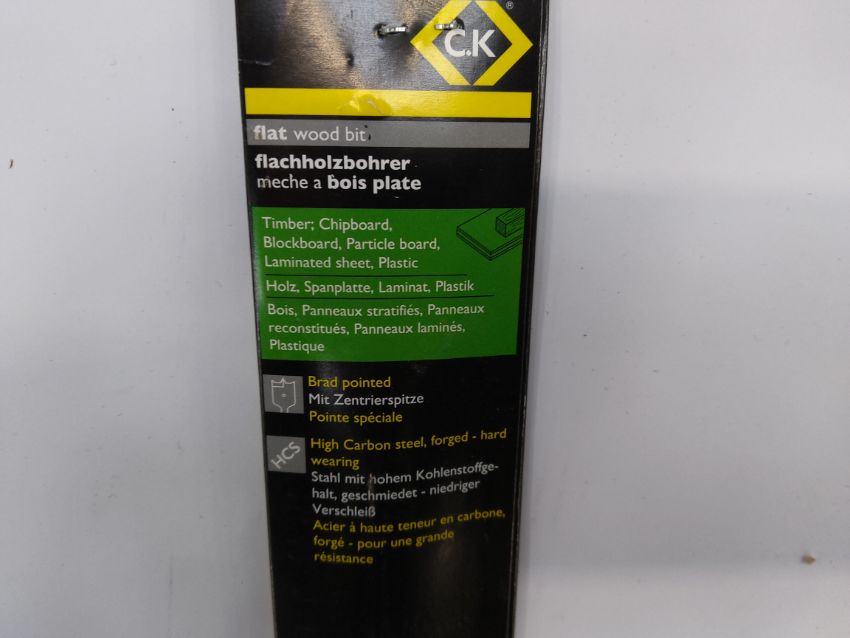 C.K
®
flat wood bit
flachholzbohrer
meche a bois plate
Timber; Chipboard,
Blockboard, Particle board,
Laminated sheet, Plastic
Holz, Spanplatte, Laminat, Plastik
Bois, Panneaux stratifiés, Panneaux
reconstitués, Panneaux laminés,
Plastique
Brad pointed
Mit Zentrierspitze
Pointe spéciale
HCS
High Carbon steel, forged - hard
wearing
Stahl mit hohem Kohlenstoffge-
halt, geschmiedet - niedriger
Verschleiß
Acier à haute teneur en carbone,
forgé - pour une grande
résistance